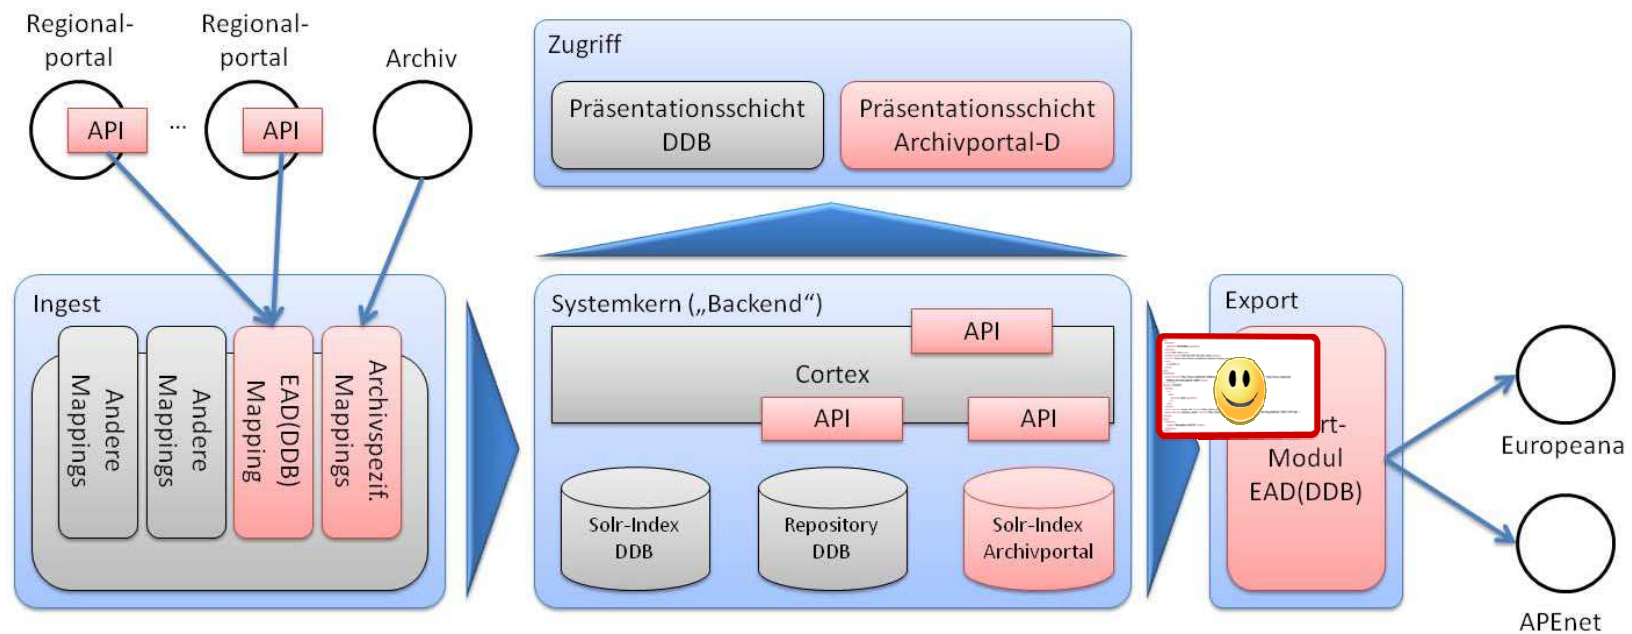 Regional-
portal
Regional-
portal
Archiv
API
...
API
Zugriff
Präsentationsschicht
DDB
Präsentationsschicht
Archivportal-D
Ingest
Andere
Mappings
Andere
Mappings
EAD(DDB)
Mapping
Archivspezif.
Mappings
Systemkern („Backend“)
API
Cortex
API
API
Solr-Index
DDB
Repository
DDB
Solr-Index
Archivportal
Export
rt-
Modul
EAD(DDB)
Europeana
APEnet